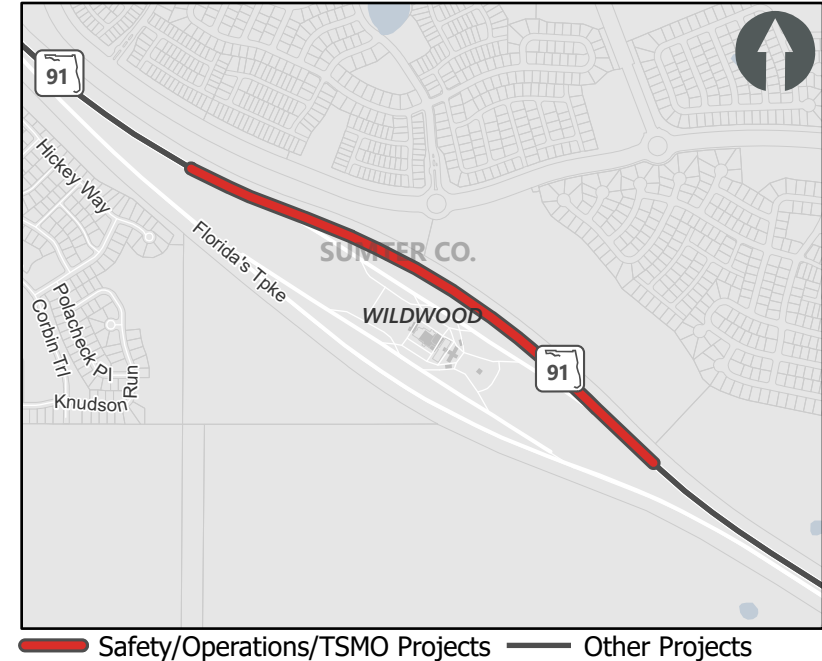 91
Hickey Way
Florida's Tpke
SUMTER CO.
WILDWOOD
Polacheck Pl
Corbin Trl
Run
Knudson
91
Safety/Operations/TSMO Projects
Other Projects